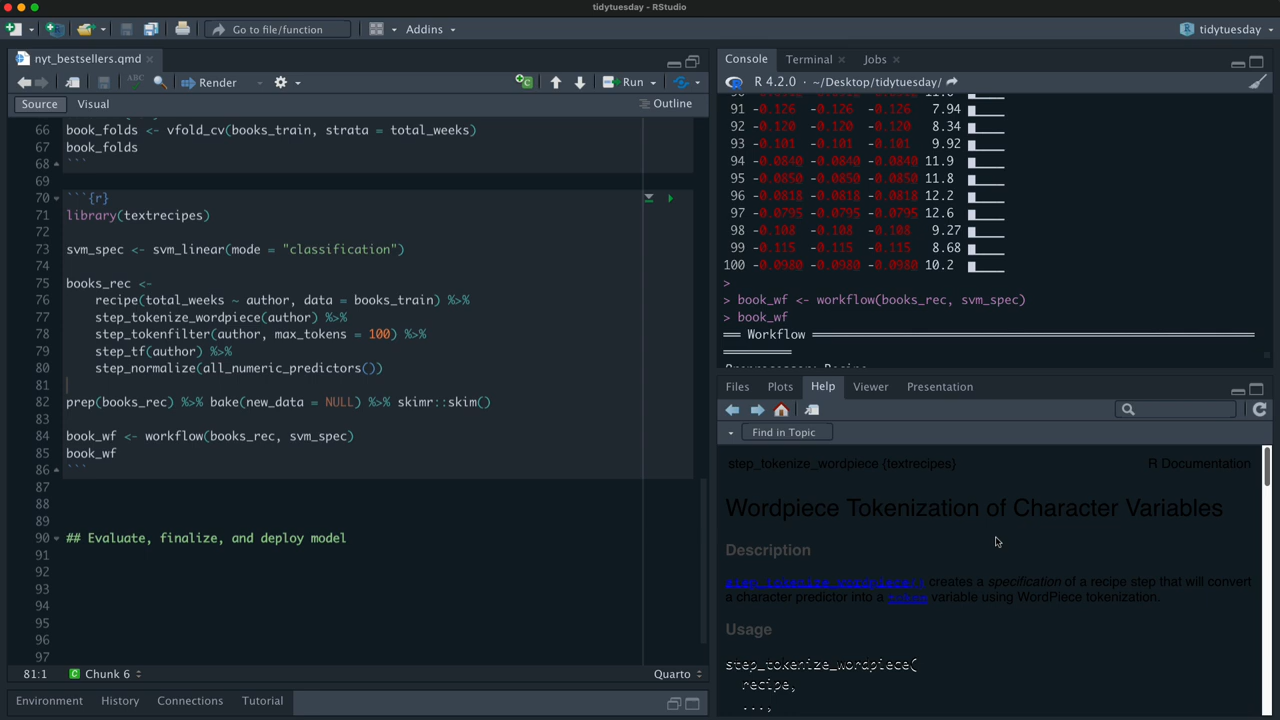 tidytuesday - RStudio
Go to file/function
Addins
tidytuesday
nyt_bestsellers.qmd
ABC
Render
Run
Source
Visual
Outline
66 book_folds <- vfold_cv(books_train, strata = total_weeks)
67 book_folds
68 ```
69
70 ```{r}
71 library(textrecipes)
72
73 svm_spec <- svm_linear(mode = "classification")
74
75 books_rec <-
76 recipe(total_weeks ~ author, data = books_train) %>%
77 step_tokenize_wordpiece(author) %>%
78 step_tokenfilter(author, max_tokens = 100) %>%
79 step_tf(author) %>%
80 step_normalize(all_numeric_predictors())
81
82 prep(books_rec) %>% bake(new_data = NULL) %>% skimr::skim()
83
84 book_wf <- workflow(books_rec, svm_spec)
85 book_wf
86 ```
87
88
89
90 ## Evaluate, finalize, and deploy model
91
92
93
94
95
96
97
81:1
Chunk 6
Quarto
Environment
History
Connections
Tutorial
Console
Terminal
Jobs
R 4.2.0 · ~/Desktop/tidytuesday/
91 -0.126 -0.126 -0.126 7.94
92 -0.120 -0.120 -0.120 8.34
93 -0.101 -0.101 -0.101 9.92
94 -0.0840 -0.0840 -0.0840 11.9
95 -0.0850 -0.0850 -0.0850 11.8
96 -0.0818 -0.0818 -0.0818 12.2
97 -0.0795 -0.0795 -0.0795 12.6
98 -0.108 -0.108 -0.108 9.27
99 -0.115 -0.115 -0.115 8.68
100 -0.0980 -0.0980 -0.0980 10.2
>
> book_wf <- workflow(books_rec, svm_spec)
> book_wf
== Workflow ==
Files
Plots
Help
Viewer
Presentation
Find in Topic
step_tokenize_wordpiece {textrecipes}
R Documentation
Wordpiece Tokenization of Character Variables
Description
step_tokenize_wordpiece() creates a specification of a recipe step that will convert
a character predictor into a token variable using WordPiece tokenization.
Usage
step_tokenize_wordpiece(
recipe,
...,